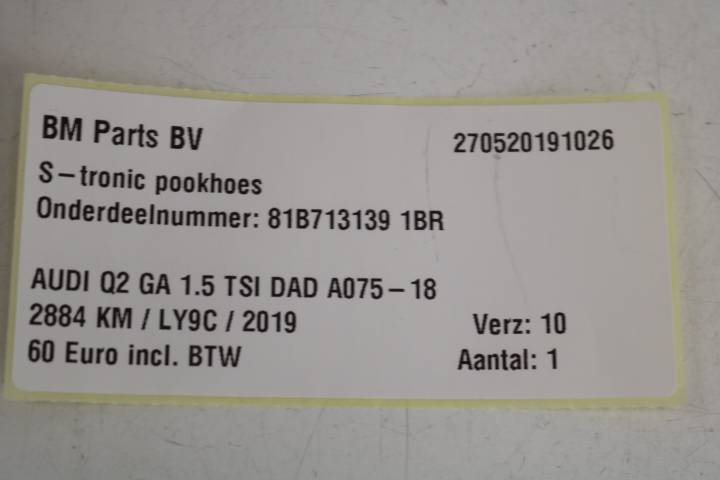 BM Parts BV 270520191026
S-tronic pookhoes
Onderdeelnummer: 81B713139 1BR
AUDI Q2 GA 1.5 TSI DAD A075-18
2884 KM / LY9C / 2019 Verz: 10
60 Euro incl. BTW Aantal: 1